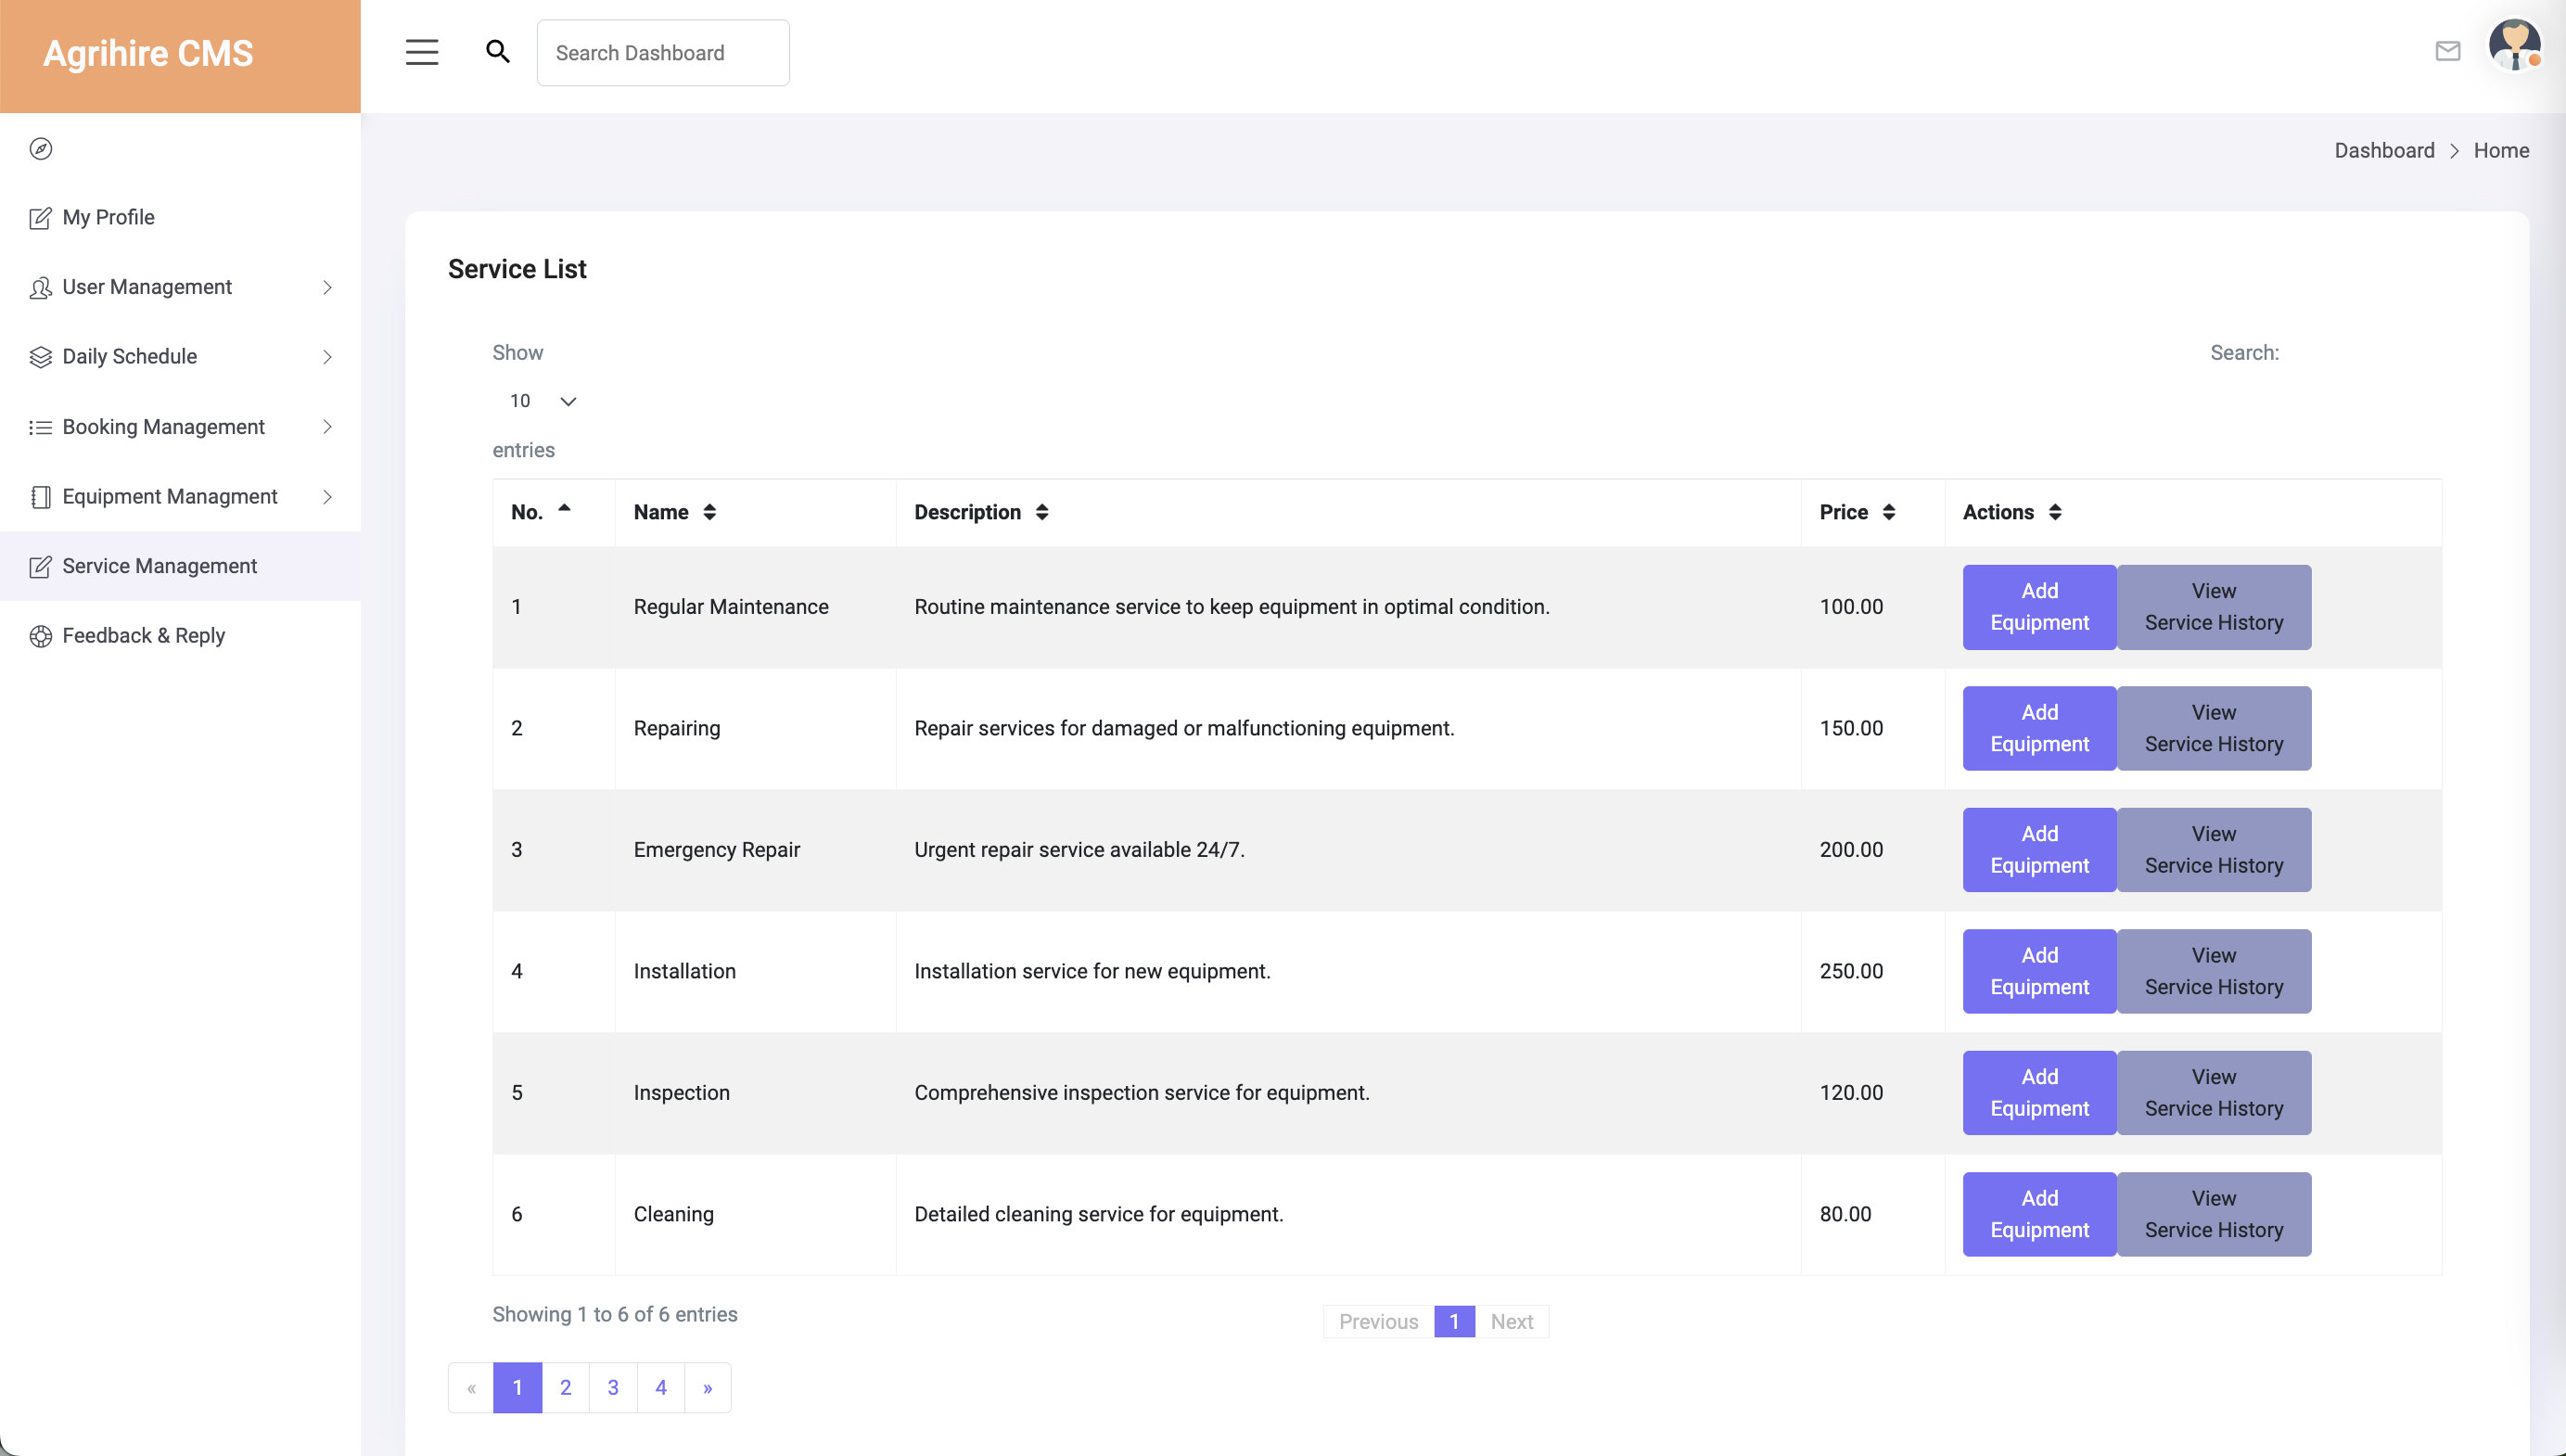 Agrihire CMS
Search Dashboard
Dashboard > Home
My Profile
User Management
Daily Schedule
Booking Management
Equipment Managment
Service Management
Feedback & Reply
Service List
Show
10
entries
Search:
No. Name Description Price Actions
1 Regular Maintenance Routine maintenance service to keep equipment in optimal condition. 100.00 Add Equipment View Service History
2 Repairing Repair services for damaged or malfunctioning equipment. 150.00 Add Equipment View Service History
3 Emergency Repair Urgent repair service available 24/7. 200.00 Add Equipment View Service History
4 Installation Installation service for new equipment. 250.00 Add Equipment View Service History
5 Inspection Comprehensive inspection service for equipment. 120.00 Add Equipment View Service History
6 Cleaning Detailed cleaning service for equipment. 80.00 Add Equipment View Service History
Showing 1 to 6 of 6 entries
Previous 1 Next
« 1 2 3 4 »